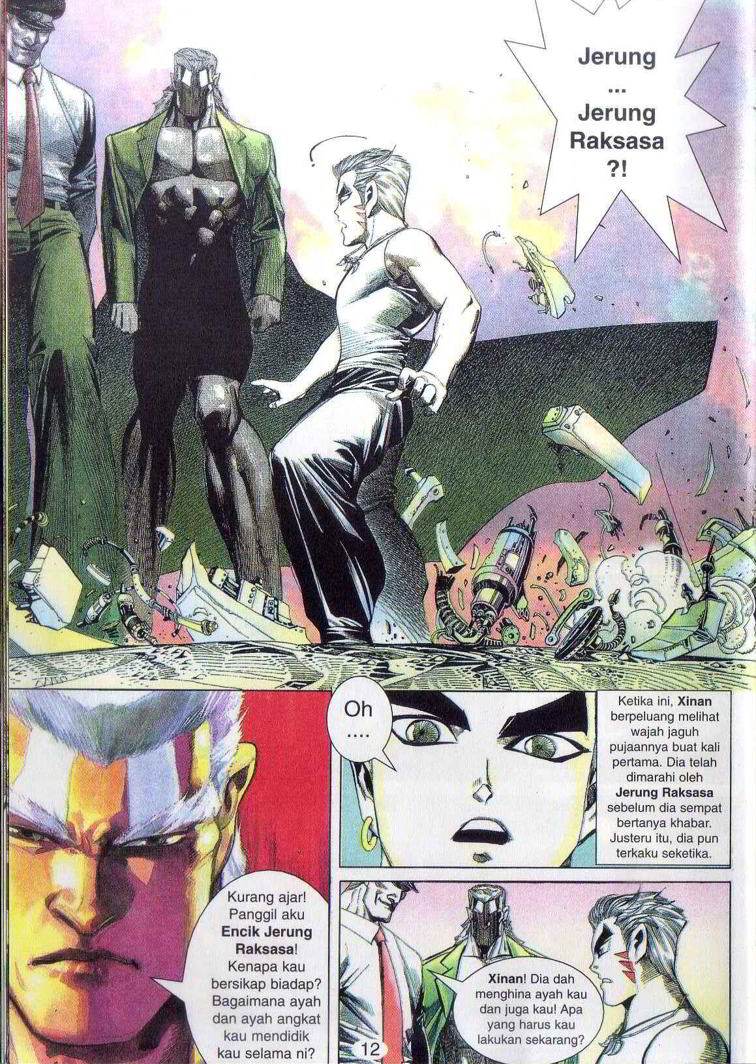 Jerung
...
Jerung
Raksasa
?!
Oh
....
Ketika ini, Xinan
berpeluang melihat
wajah jaguh
pujaannya buat kali
pertama. Dia telah
dimarahi oleh
Jerung Raksasa
sebelum dia sempat
bertanya khabar.
Justeru itu, dia pun
terkaku seketika.
Kurang ajar!
Panggil aku
Encik Jerung
Raksasa!
Kenapa kau
bersikap biadap?
Bagaimana ayah
dan ayah angkat
kau mendidik
kau selama ni?
Xinan! Dia dah
menghina ayah kau
dan juga kau! Apa
yang harus kau
lakukan sekarang?
12